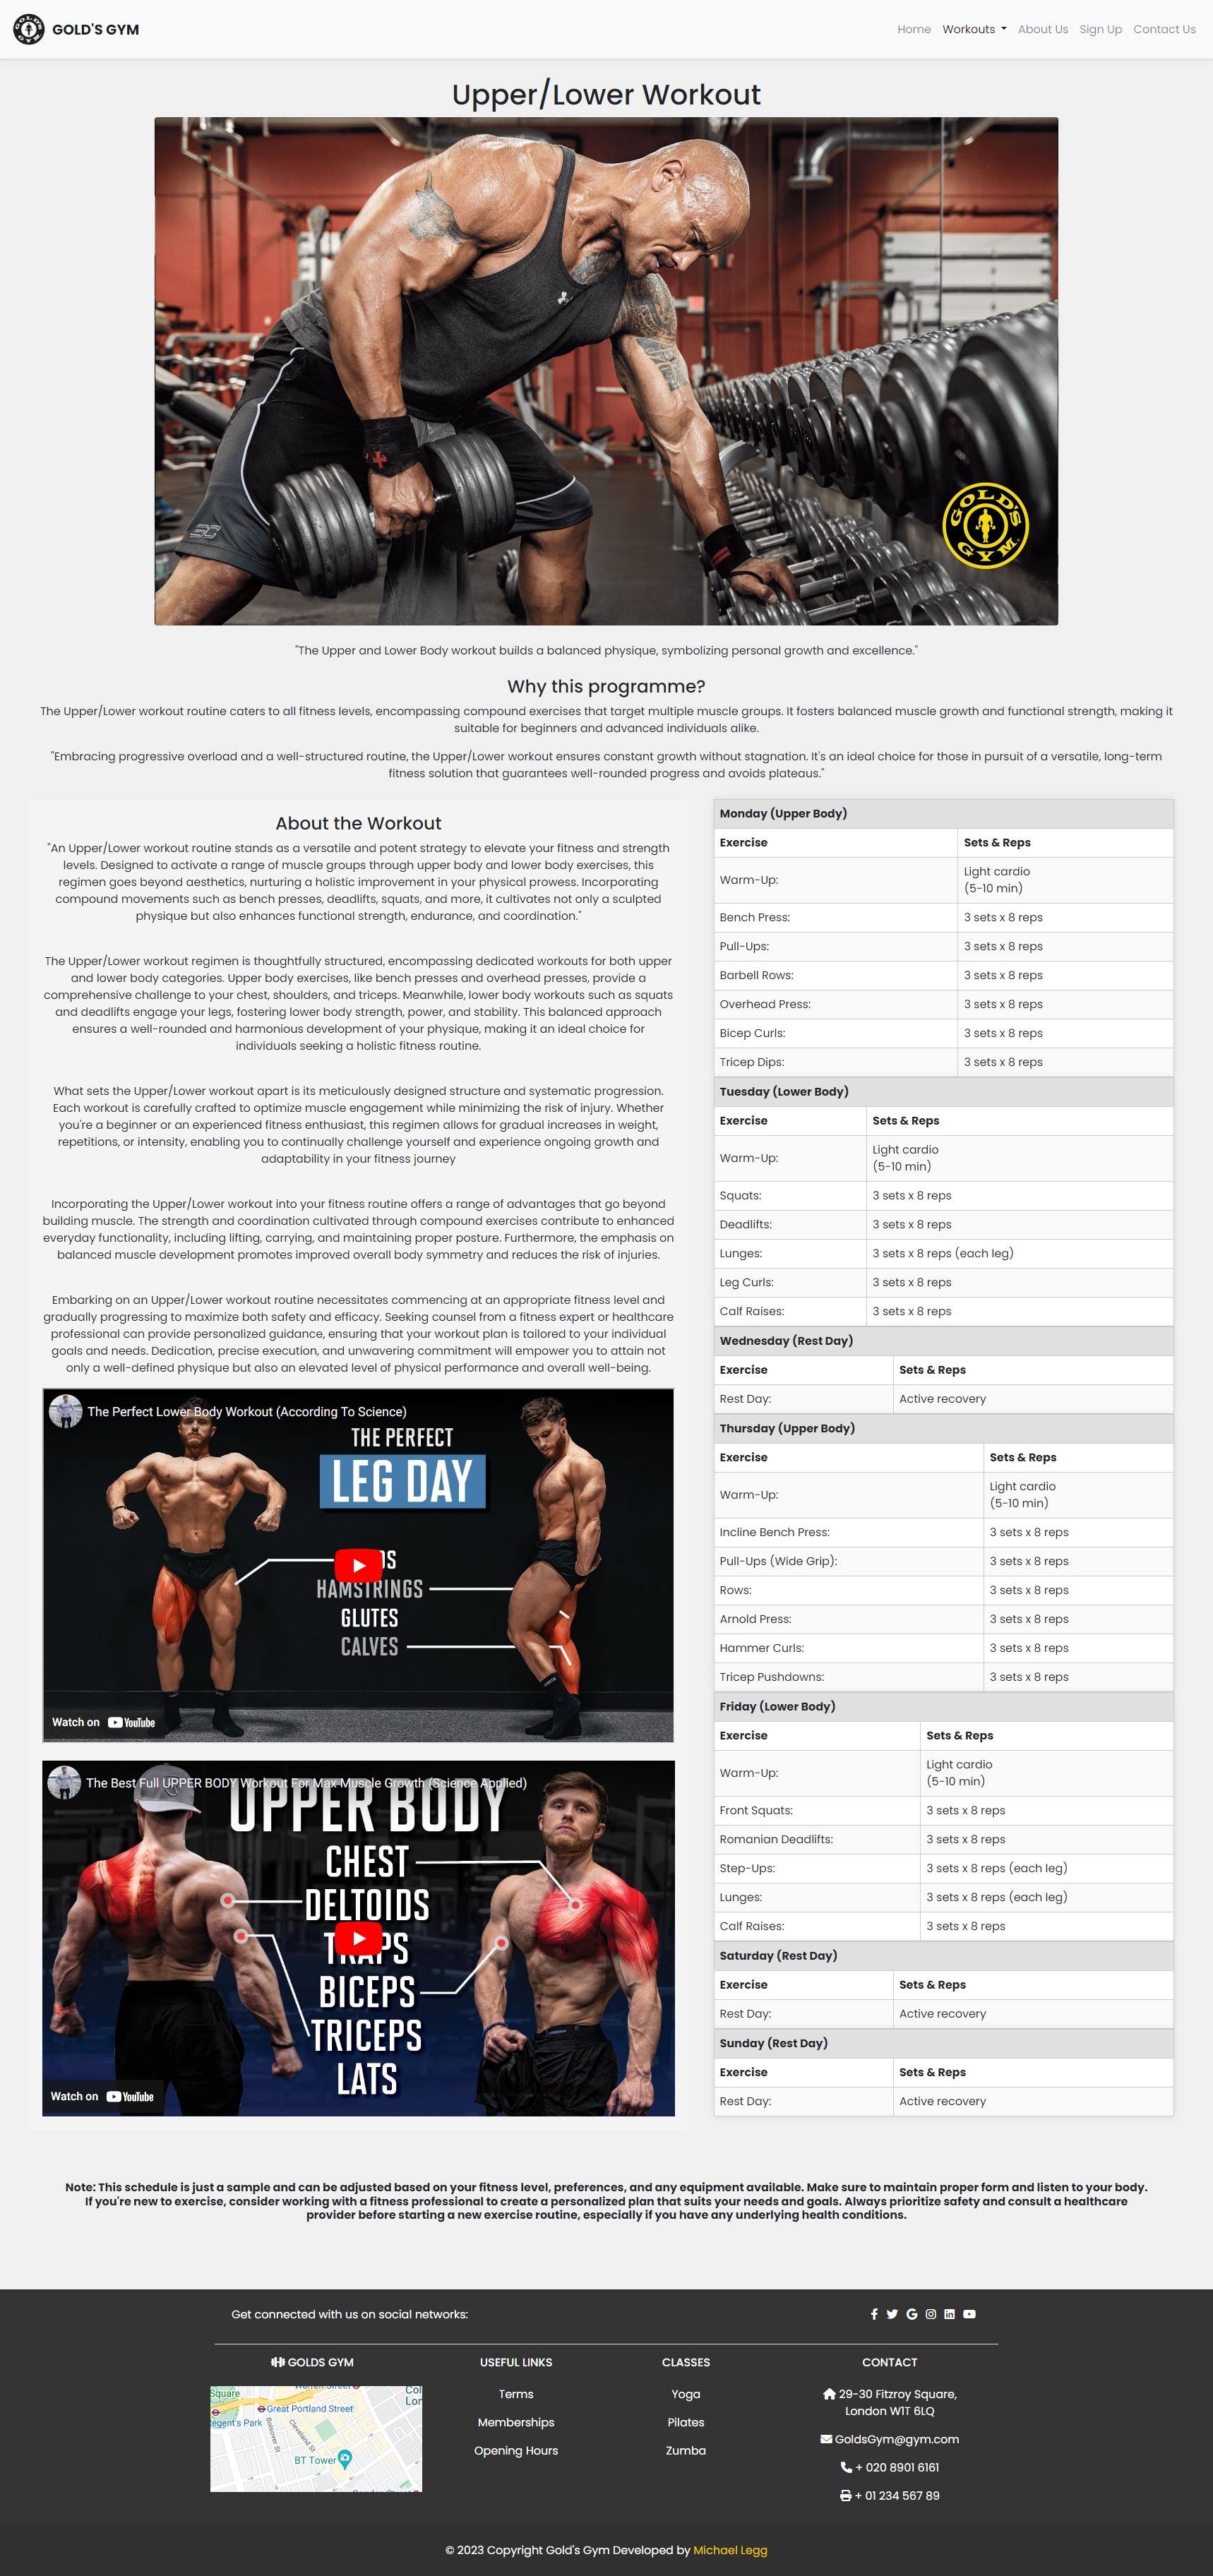 GOLD'S GYM
Home Workouts About Us Sign Up Contact Us
Upper/Lower Workout
GOLD'S GYM
"The Upper and Lower Body workout builds a balanced physique, symbolizing personal growth and excellence."
Why this programme?
The Upper/Lower workout routine caters to all fitness levels, encompassing compound exercises that target multiple muscle groups. It fosters balanced muscle growth and functional strength, making it
suitable for beginners and advanced individuals alike.
"Embracing progressive overload and a well-structured routine, the Upper/Lower workout ensures constant growth without stagnation. It's an ideal choice for those in pursuit of a versatile, long-term
fitness solution that guarantees well-rounded progress and avoids plateaus."
About the Workout
"An Upper/Lower workout routine stands as a versatile and potent strategy to elevate your fitness and strength
levels. Designed to activate a range of muscle groups through upper body and lower body exercises, this
regimen goes beyond aesthetics, nurturing a holistic improvement in your physical prowess. Incorporating
compound movements such as bench presses, deadlifts, squats, and more, it cultivates not only a sculpted
physique but also enhances functional strength, endurance, and coordination."
The Upper/Lower workout regimen is thoughtfully structured, encompassing dedicated workouts for both upper
and lower body categories. Upper body exercises, like bench presses and overhead presses, provide a
comprehensive challenge to your chest, shoulders, and triceps. Meanwhile, lower body workouts such as squats
and deadlifts engage your legs, fostering lower body strength, power, and stability. This balanced approach
ensures a well-rounded and harmonious development of your physique, making it an ideal choice for
individuals seeking a holistic fitness routine.
What sets the Upper/Lower workout apart is its meticulously designed structure and systematic progression.
Each workout is carefully crafted to optimize muscle engagement while minimizing the risk of injury. Whether
you're a beginner or an experienced fitness enthusiast, this regimen allows for gradual increases in weight,
repetitions, or intensity, enabling you to continually challenge yourself and experience ongoing growth and
adaptability in your fitness journey
Incorporating the Upper/Lower workout into your fitness routine offers a range of advantages that go beyond
building muscle. The strength and coordination cultivated through compound exercises contribute to enhanced
everyday functionality, including lifting, carrying, and maintaining proper posture. Furthermore, the emphasis on
balanced muscle development promotes improved overall body symmetry and reduces the risk of injuries.
Embarking on an Upper/Lower workout routine necessitates commencing at an appropriate fitness level and
gradually progressing to maximize both safety and efficacy. Seeking counsel from a fitness expert or healthcare
professional can provide personalized guidance, ensuring that your workout plan is tailored to your individual
goals and needs. Dedication, precise execution, and unwavering commitment will empower you to attain not
only a well-defined physique but also an elevated level of physical performance and overall well-being.
The Perfect Lower Body Workout (According To Science)
THE PERFECT
LEG DAY
HAMSTRINGS
GLUTES
CALVES
Watch on YouTube
The Best Full UPPER BODY Workout For Max Muscle Growth (Science Applied)
UPPER BODY
CHEST
DELTOIDS
TRAPS
BICEPS
TRICEPS
LATS
Watch on YouTube
Monday (Upper Body)
Exercise Sets & Reps
Warm-Up: Light cardio
(5-10 min)
Bench Press: 3 sets x 8 reps
Pull-Ups: 3 sets x 8 reps
Barbell Rows: 3 sets x 8 reps
Overhead Press: 3 sets x 8 reps
Bicep Curls: 3 sets x 8 reps
Tricep Dips: 3 sets x 8 reps
Tuesday (Lower Body)
Exercise Sets & Reps
Warm-Up: Light cardio
(5-10 min)
Squats: 3 sets x 8 reps
Deadlifts: 3 sets x 8 reps
Lunges: 3 sets x 8 reps (each leg)
Leg Curls: 3 sets x 8 reps
Calf Raises: 3 sets x 8 reps
Wednesday (Rest Day)
Exercise Sets & Reps
Rest Day: Active recovery
Thursday (Upper Body)
Exercise Sets & Reps
Warm-Up: Light cardio
(5-10 min)
Incline Bench Press: 3 sets x 8 reps
Pull-Ups (Wide Grip): 3 sets x 8 reps
Rows: 3 sets x 8 reps
Arnold Press: 3 sets x 8 reps
Hammer Curls: 3 sets x 8 reps
Tricep Pushdowns: 3 sets x 8 reps
Friday (Lower Body)
Exercise Sets & Reps
Warm-Up: Light cardio
(5-10 min)
Front Squats: 3 sets x 8 reps
Romanian Deadlifts: 3 sets x 8 reps
Step-Ups: 3 sets x 8 reps (each leg)
Lunges: 3 sets x 8 reps (each leg)
Calf Raises: 3 sets x 8 reps
Saturday (Rest Day)
Exercise Sets & Reps
Rest Day: Active recovery
Sunday (Rest Day)
Exercise Sets & Reps
Rest Day: Active recovery
Note: This schedule is just a sample and can be adjusted based on your fitness level, preferences, and any equipment available. Make sure to maintain proper form and listen to your body.
If you're new to exercise, consider working with a fitness professional to create a personalized plan that suits your needs and goals. Always prioritize safety and consult a healthcare
provider before starting a new exercise routine, especially if you have any underlying health conditions.
Get connected with us on social networks:
GOLDS GYM
Square
Great Portland Street
egent's Park
Bolsover St
Cleveland St
BT Tower
USEFUL LINKS
Terms
Memberships
Opening Hours
CLASSES
Yoga
Pilates
Zumba
CONTACT
29-30 Fitzroy Square,
London W1T 6LQ
GoldsGym@gym.com
+ 020 8901 6161
+ 01 234 567 89
© 2023 Copyright Gold's Gym Developed by Michael Legg